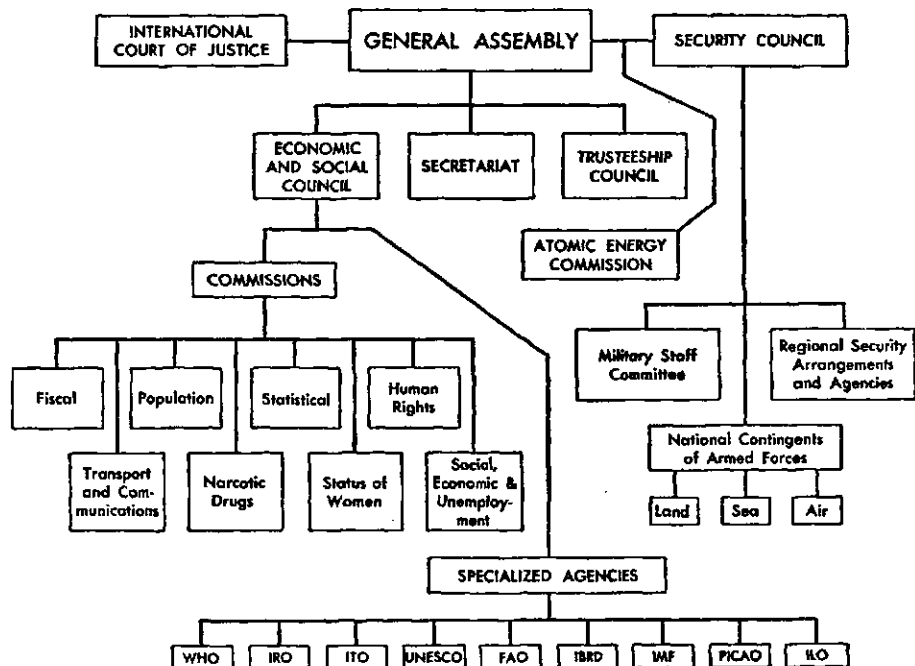 INTERNATIONAL
COURT OF JUSTICE
GENERAL ASSEMBLY
SECURITY COUNCIL
ECONOMIC
AND SOCIAL
COUNCIL
SECRETARIAT
TRUSTEESHIP
COUNCIL
ATOMIC ENERGY
COMMISSION
COMMISSIONS
Military Staff
Committee
Regional Security
Arrangements
and Agencies
Fiscal
Population
Statistical
Human
Rights
National Contingents
of Armed Forces
Transport
and Com-
munications
Narcotic
Drugs
Status of
Women
Social,
Economic &
Unemploy-
ment
Land
Sea
Air
SPECIALIZED AGENCIES
WHO
IRO
ITO
UNESCO
FAO
IBRD
IMF
PICAO
ILO